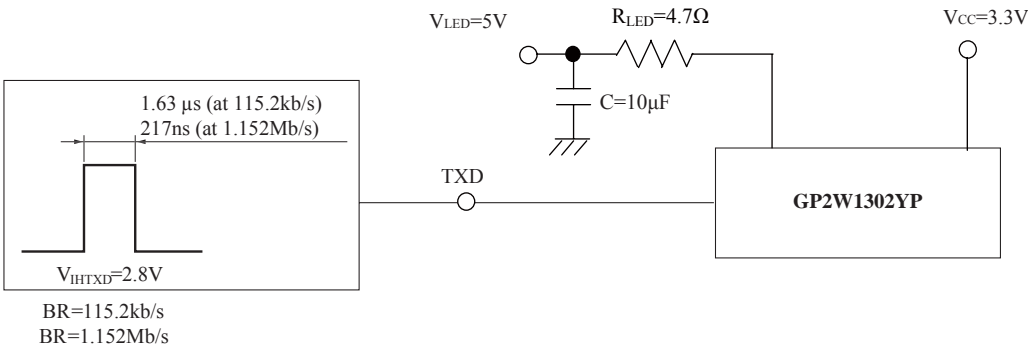 VLED=5V
RLED=4.7Ω
VCC=3.3V
1.63 μs (at 115.2kb/s)
217ns (at 1.152Mb/s)
C=10μF
TXD
GP2W1302YP
VIHTXD=2.8V
BR=115.2kb/s
BR=1.152Mb/s